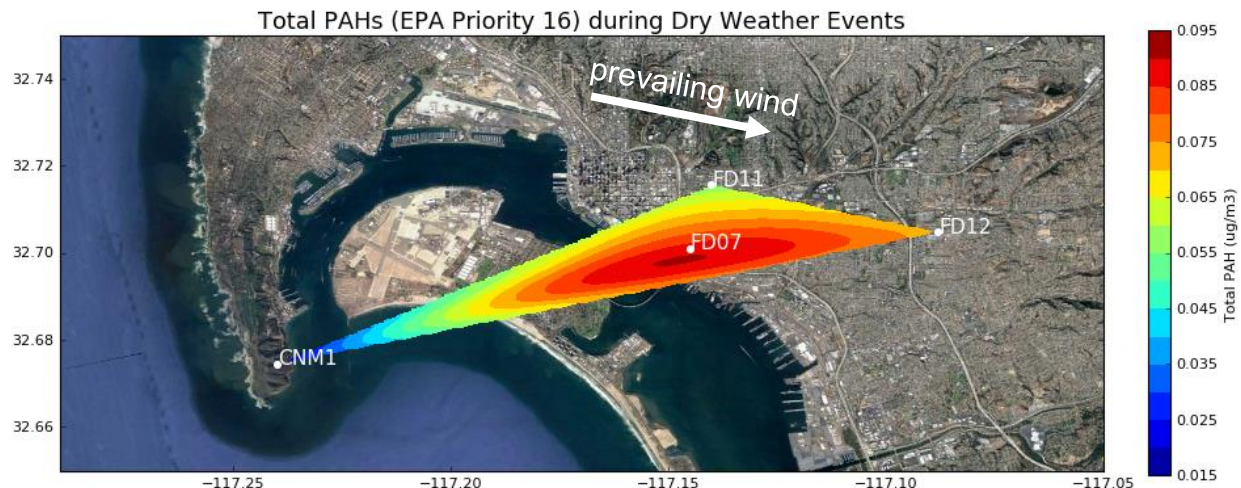 Total PAHs (EPA Priority 16) during Dry Weather Events
prevailing wind
32.74
32.72
32.70
32.68
32.66
FD11
FD12
FD07
CNM1
−117.25
−117.20
−117.15
−117.10
−117.05
0.095
0.085
0.075
0.065
0.055
0.045
0.035
0.025
0.015
Total PAH (ug/m3)